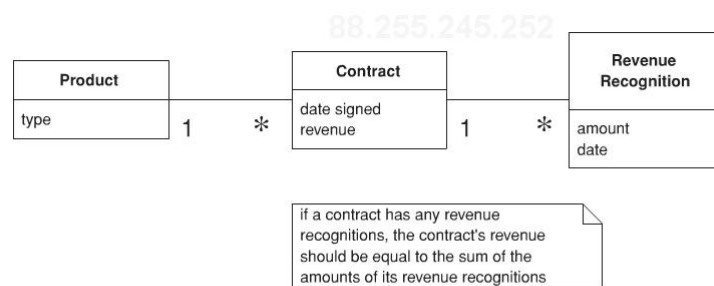 88.255.245.252
Product
type
1
*
Contract
date signed
revenue
1
*
Revenue
Recognition
amount
date
if a contract has any revenue
recognitions, the contract's revenue
should be equal to the sum of the
amounts of its revenue recognitions